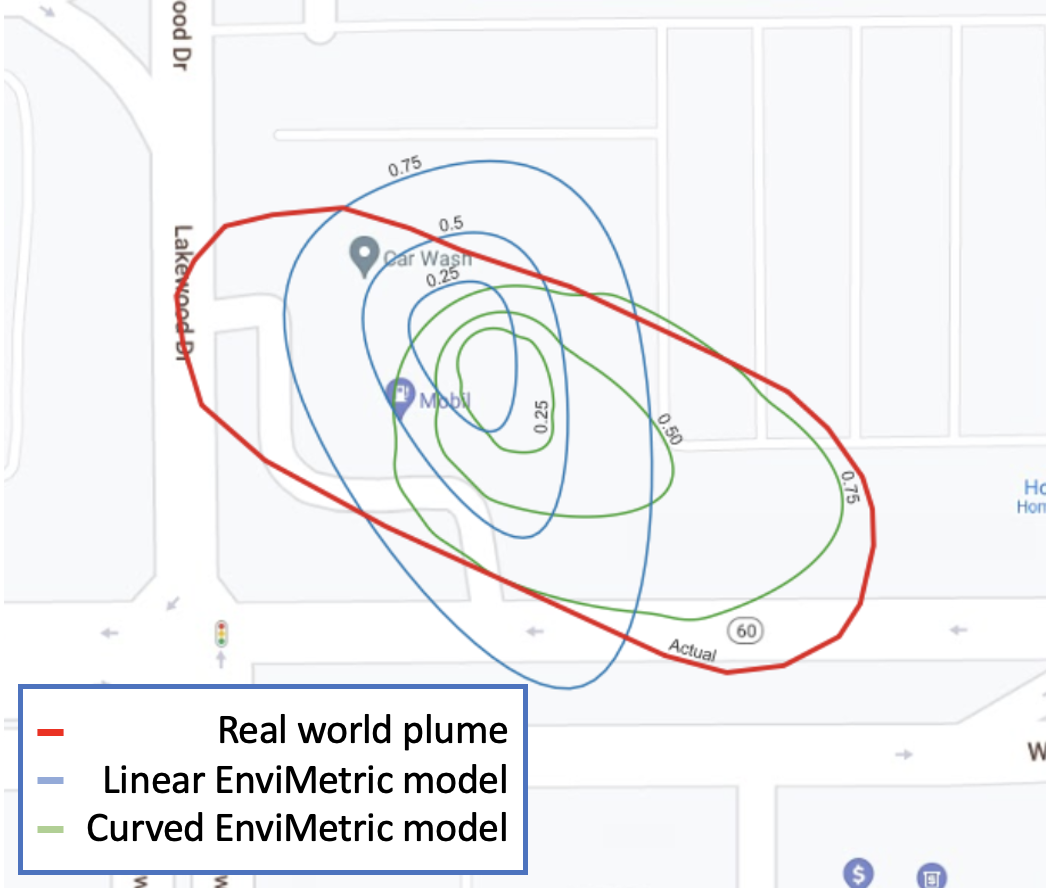 ood Dr
0.75
0.5
Lakewood Dr
Car Wash
0.25
Mobil
0.25
0.50
0.75
Ho
Hon
60
Actual
Real world plume
W
Linear EnviMetric model
Curved EnviMetric model
$
w
w